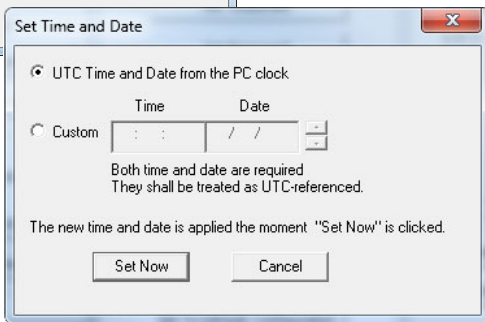 Set Time and Date
UTC Time and Date from the PC clock
Time Date
Custom : : / /
Both time and date are required
They shall be treated as UTC-referenced.
The new time and date is applied the moment "Set Now" is clicked.
Set Now Cancel